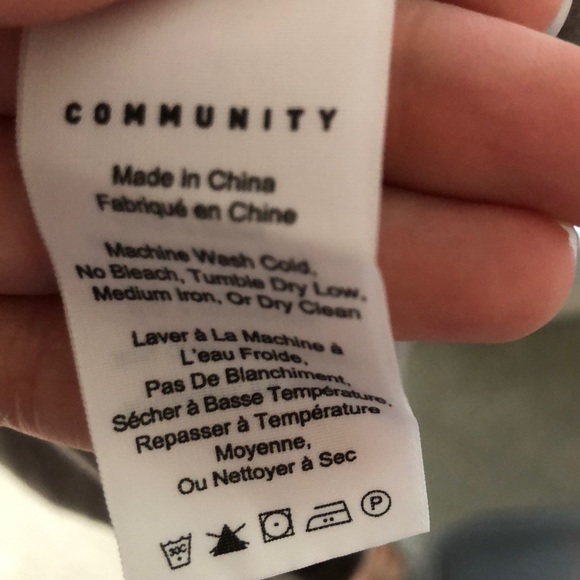 COMMUNITY
Made in China
Fabriqué en Chine
Machine Wash Cold,
No Bleach, Tumble Dry Low,
Medium Iron, Or Dry Clean
Laver à La Machine à
L'eau Froide,
Pas De Blanchiment,
Sécher à Basse Température,
Repasser à Température
Moyenne,
Ou Nettoyer à Sec
30C P